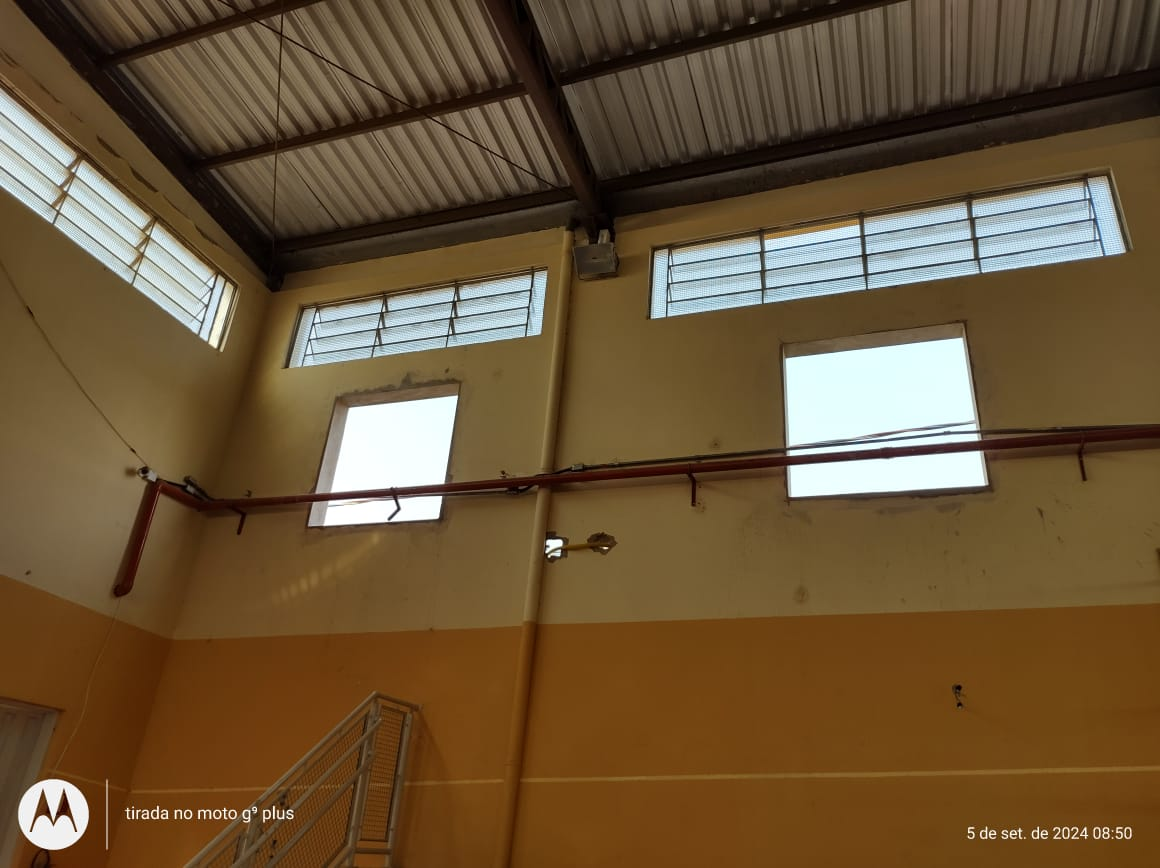 tirada no moto g⁹ plus
5 de set. de 2024 08:50